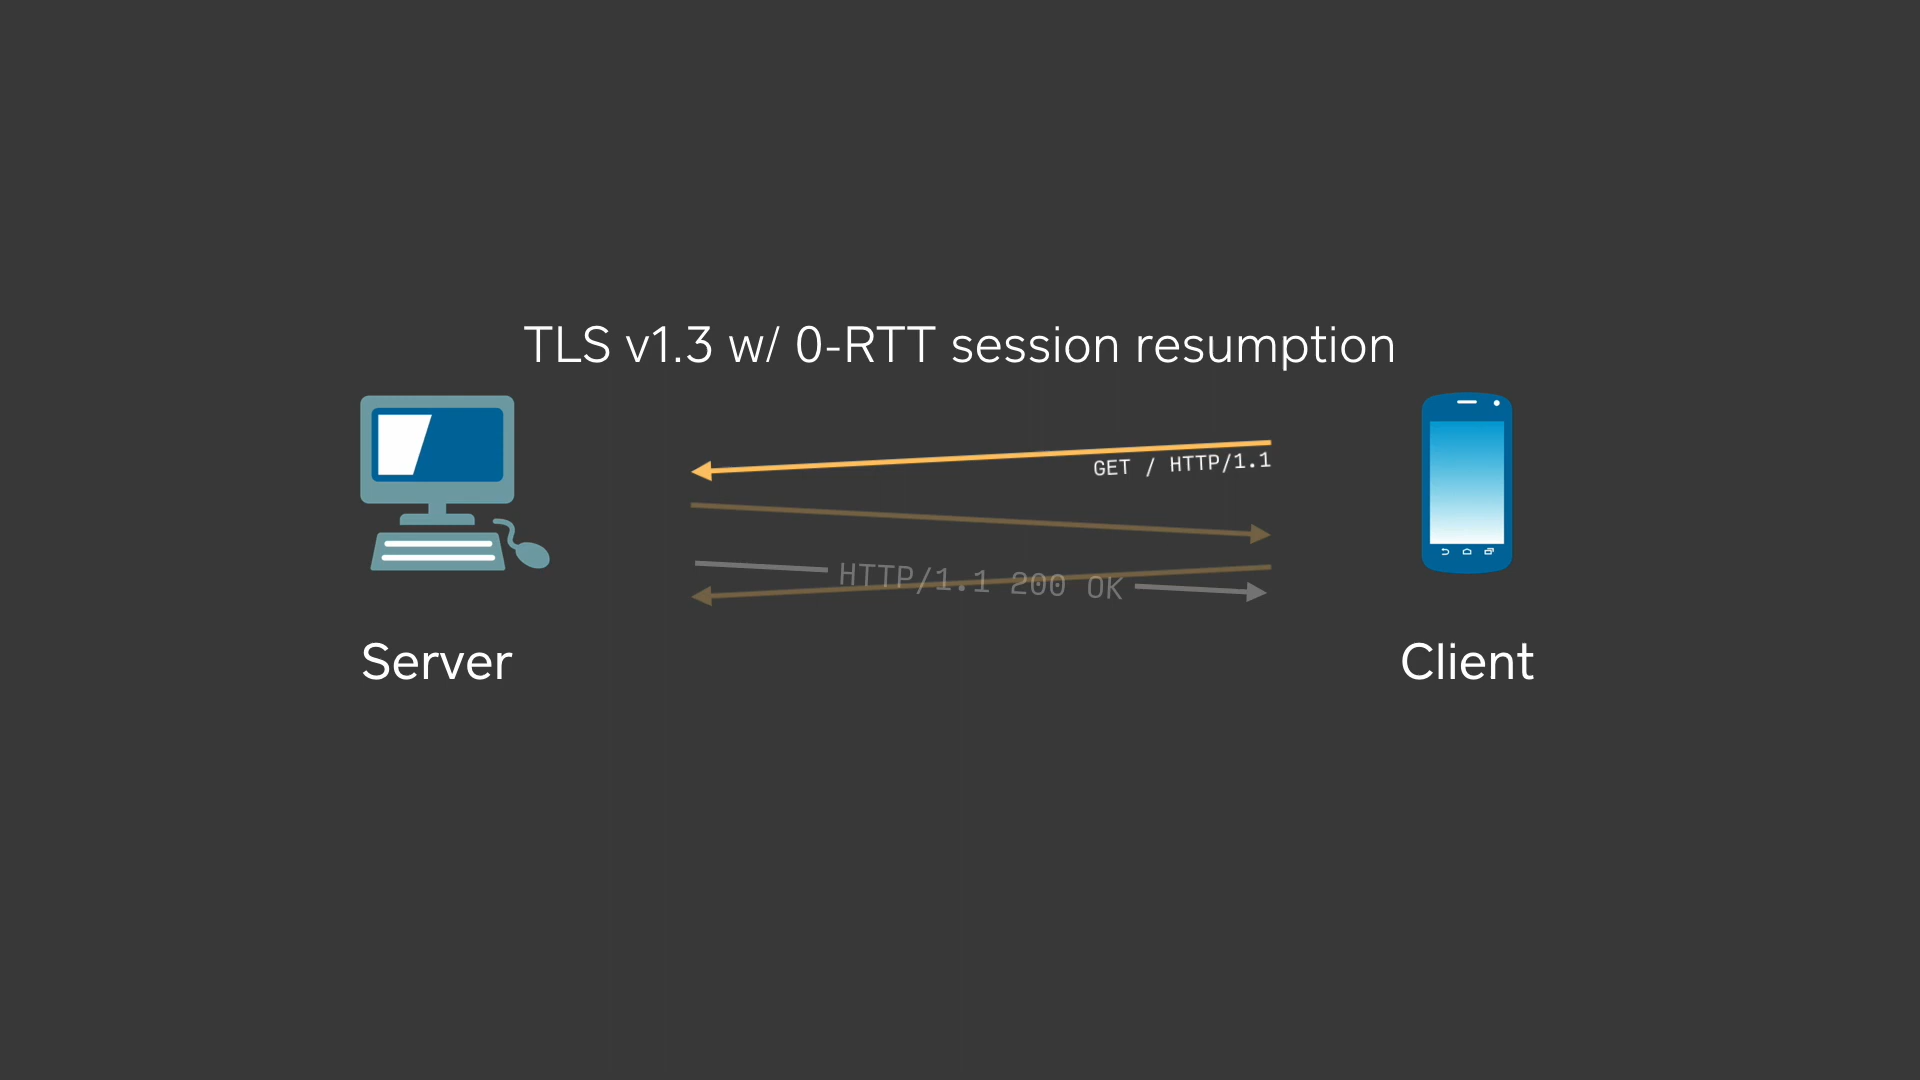 TLS v1.3 w/ 0-RTT session resumption
GET / HTTP/1.1
HTTP/1.1 200 OK
Server
Client